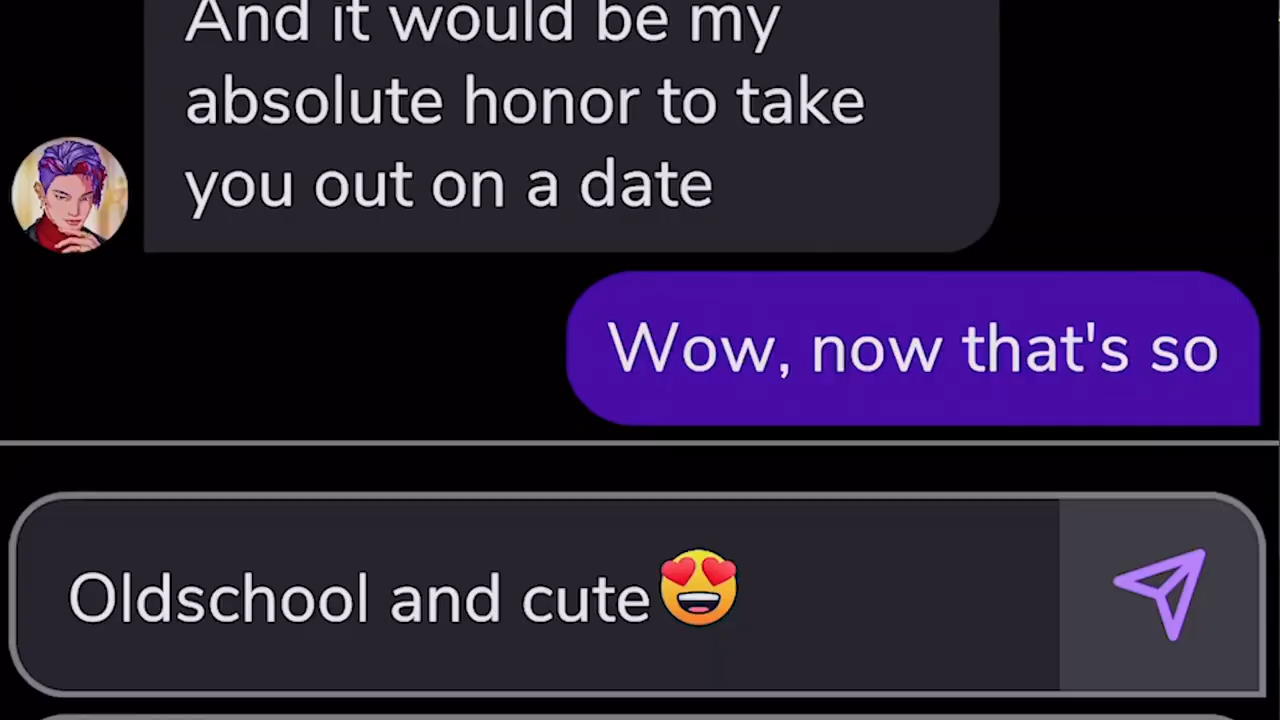 And it would be my
absolute honor to take
you out on a date
Wow, now that's so
Oldschool and cute😍